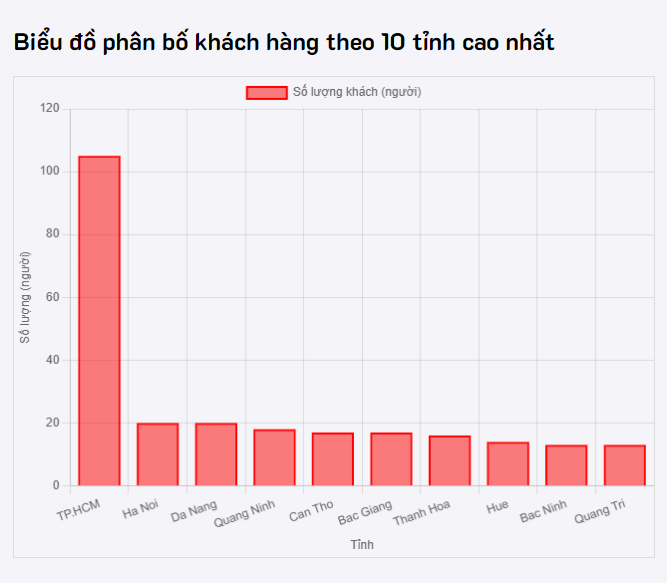 Biểu đồ phân bố khách hàng theo 10 tỉnh cao nhất
Số lượng khách (người)
120
100
80
60
40
20
0
Số lượng (người)
TP.HCM
Ha Noi
Da Nang
Quang Ninh
Can Tho
Bac Giang
Thanh Hoa
Hue
Bac Ninh
Quang Tri
Tỉnh